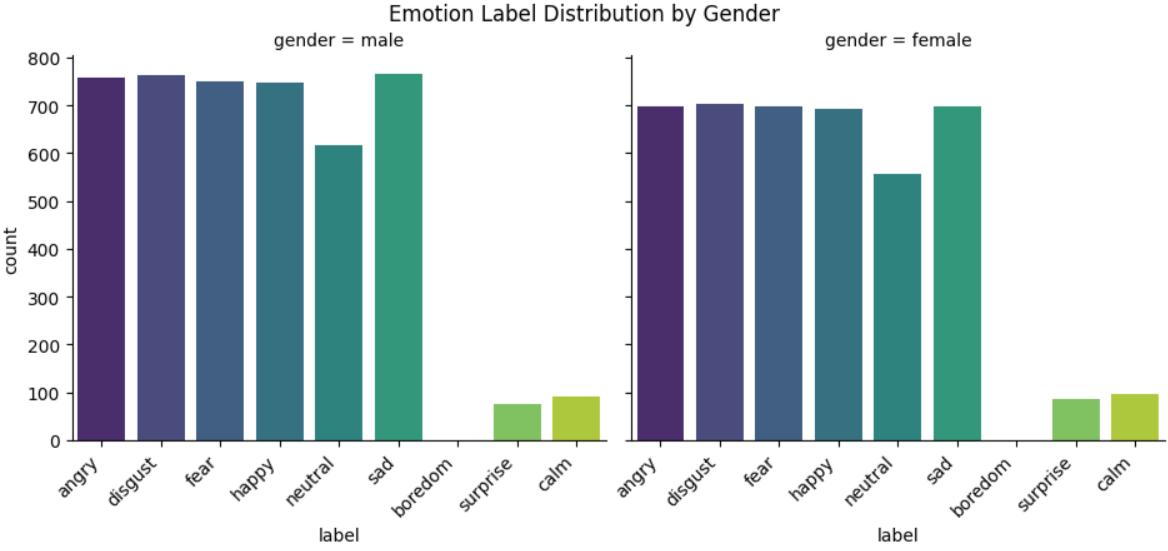 Emotion Label Distribution by Gender
gender = male
gender = female
800
700
600
500
400
300
200
100
0
count
angry
disgust
fear
happy
neutral
sad
boredom
surprise
calm
label
angry
disgust
fear
happy
neutral
sad
boredom
surprise
calm
label